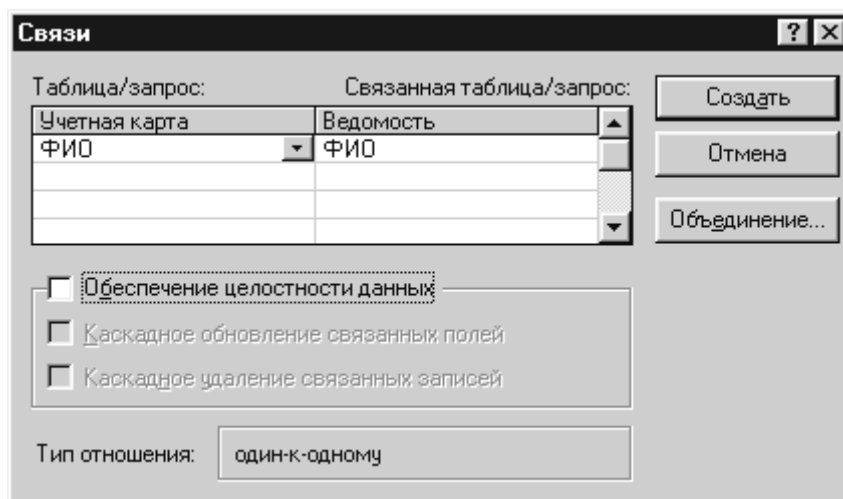 Связи
Таблица/запрос: Связанная таблица/запрос:
Учетная карта Ведомость
ФИО ФИО
Создать
Отмена
Объединение...
Обеспечение целостности данных
Каскадное обновление связанных полей
Каскадное удаление связанных записей
Тип отношения: один-к-одному